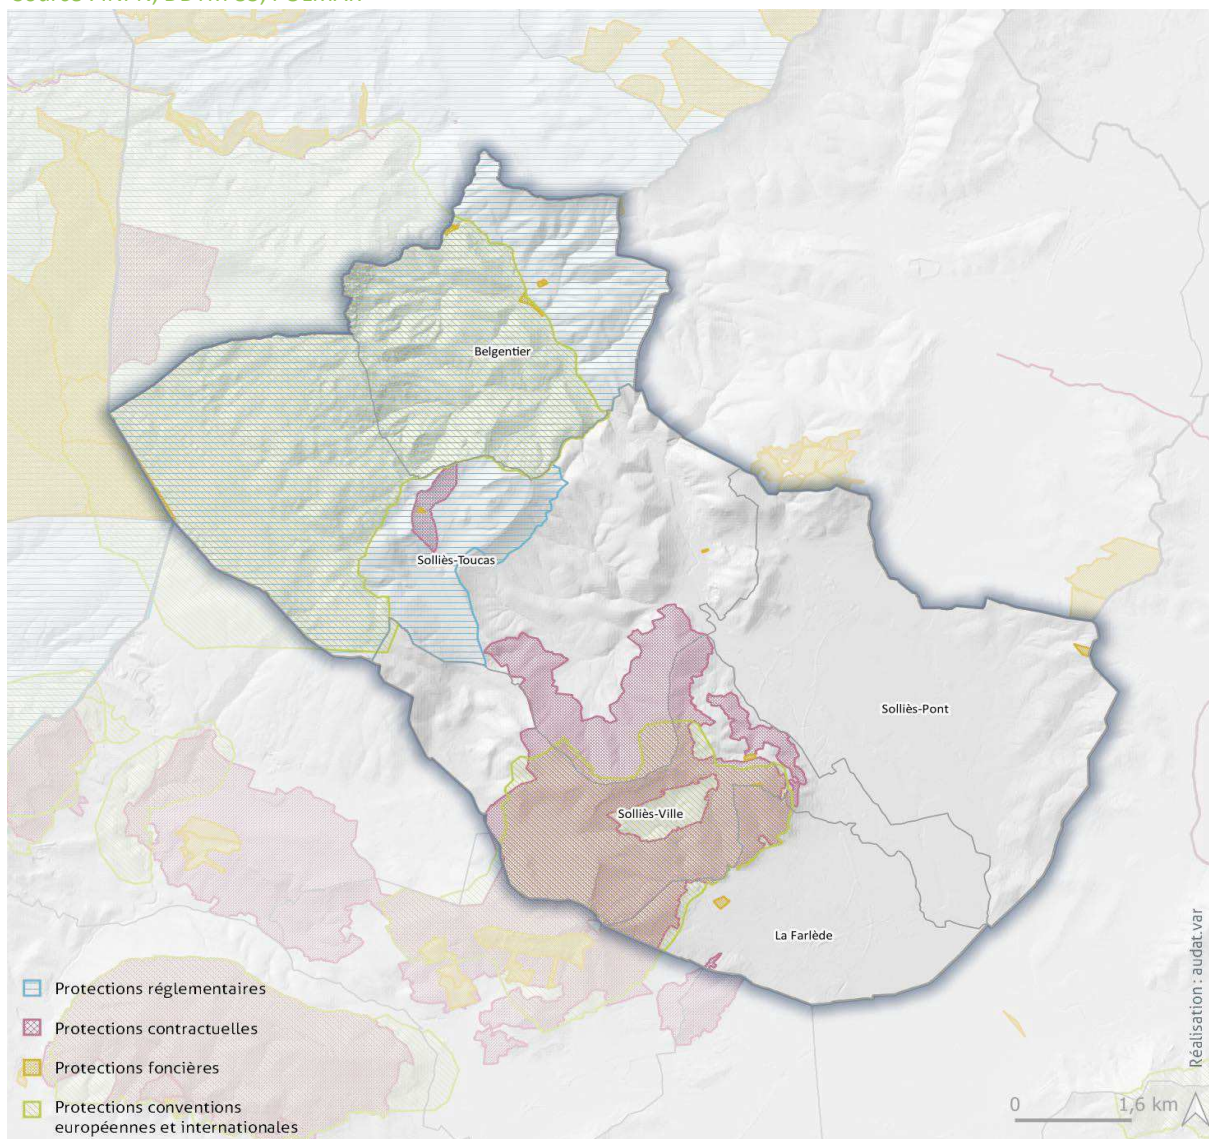 Belgentier
Solliès-Toucas
Solliès-Pont
Solliès-Ville
La Farlède
Protections réglementaires
Protections contractuelles
Protections foncières
Protections conventions
européennes et internationales
0 1,6 km
Réalisation : audat.var